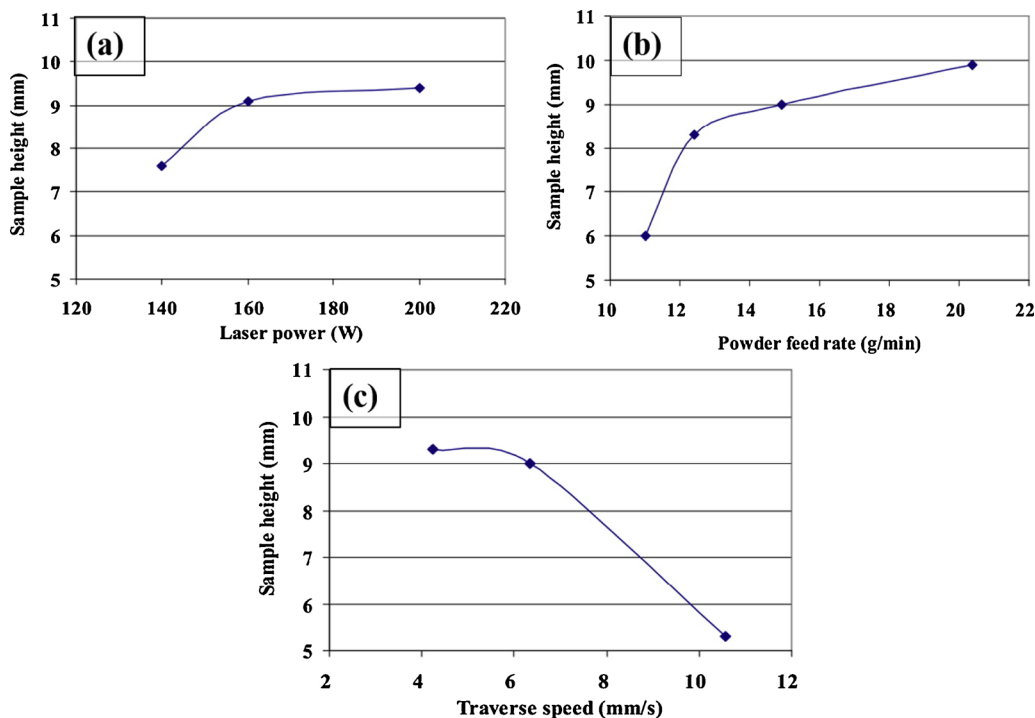 (a)
Sample height (mm)
11
10
9
8
7
6
5
120 140 160 180 200 220
Laser power (W)
(b)
Sample height (mm)
11
10
9
8
7
6
5
10 12 14 16 18 20 22
Powder feed rate (g/min)
(c)
Sample height (mm)
11
10
9
8
7
6
5
2 4 6 8 10 12
Traverse speed (mm/s)